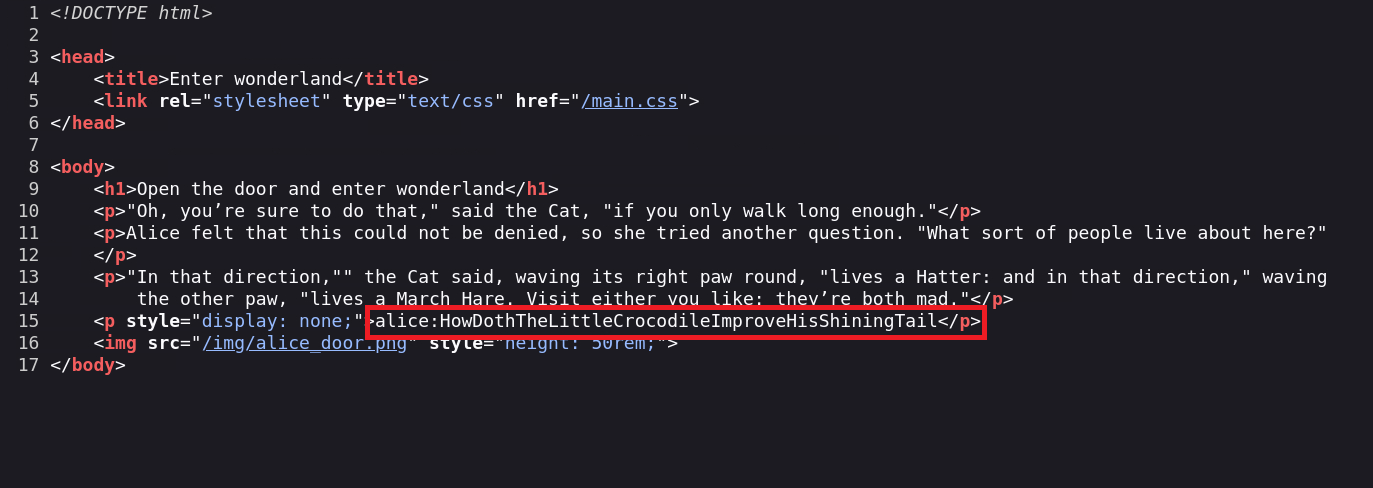 1 <!DOCTYPE html>
2
3 <head>
4     <title>Enter wonderland</title>
5     <link rel="stylesheet" type="text/css" href="/main.css">
6 </head>
7
8 <body>
9     <h1>Open the door and enter wonderland</h1>
10     <p>"Oh, you’re sure to do that," said the Cat, "if you only walk long enough."</p>
11     <p>Alice felt that this could not be denied, so she tried another question. "What sort of people live about here?"
12     </p>
13     <p>"In that direction,"" the Cat said, waving its right paw round, "lives a Hatter: and in that direction," waving
14         the other paw, "lives a March Hare. Visit either you like: they’re both mad."</p>
15     <p style="display: none;">alice:HowDothTheLittleCrocodileImproveHisShiningTail</p>
16     <img src="/img/alice_door.png" style="height: 50rem;">
17 </body>